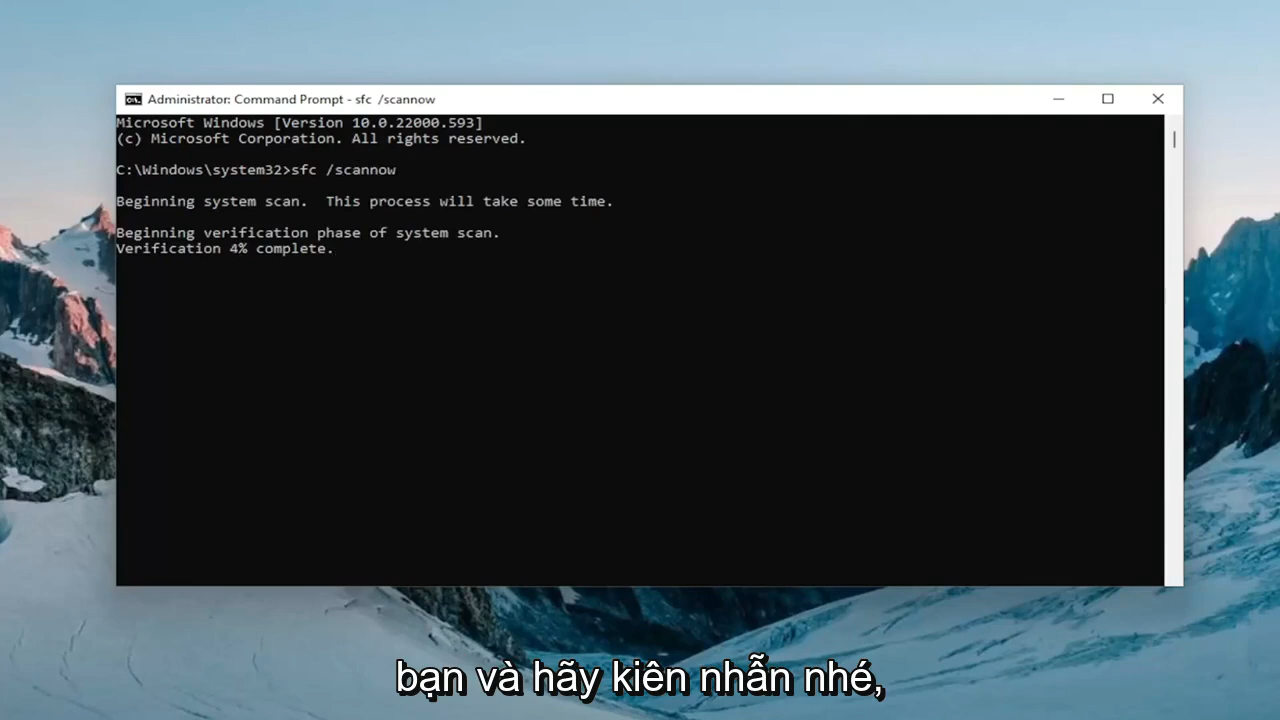 Administrator: Command Prompt - sfc  /scannow
Microsoft Windows [Version 10.0.22000.593]
(c) Microsoft Corporation. All rights reserved.
C:\Windows\system32>sfc /scannow
Beginning system scan.  This process will take some time.
Beginning verification phase of system scan.
Verification 4% complete.
bạn và hãy kiên nhẫn nhé,